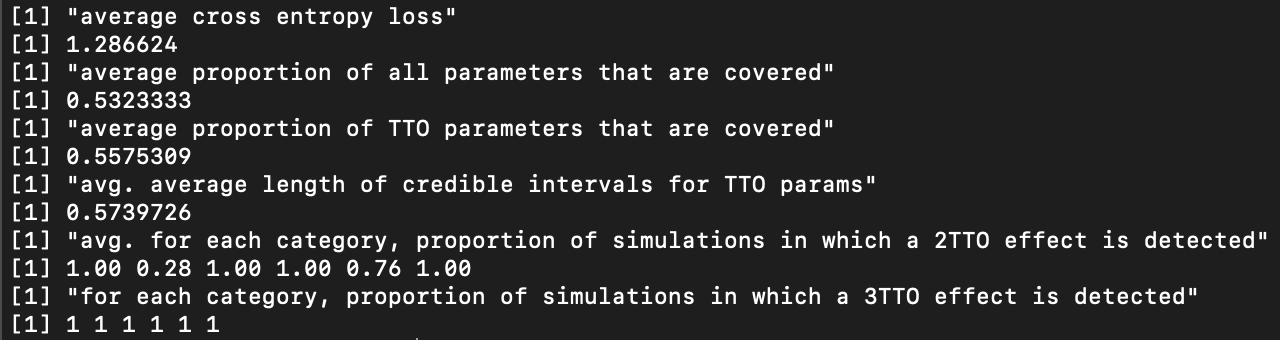 [1] "average cross entropy loss"
[1] 1.286624
[1] "average proportion of all parameters that are covered"
[1] 0.5323333
[1] "average proportion of TTO parameters that are covered"
[1] 0.5575309
[1] "avg. average length of credible intervals for TTO params"
[1] 0.5739726
[1] "avg. for each category, proportion of simulations in which a 2TTO effect is detected"
[1] 1.00 0.28 1.00 1.00 0.76 1.00
[1] "for each category, proportion of simulations in which a 3TTO effect is detected"
[1] 1 1 1 1 1 1